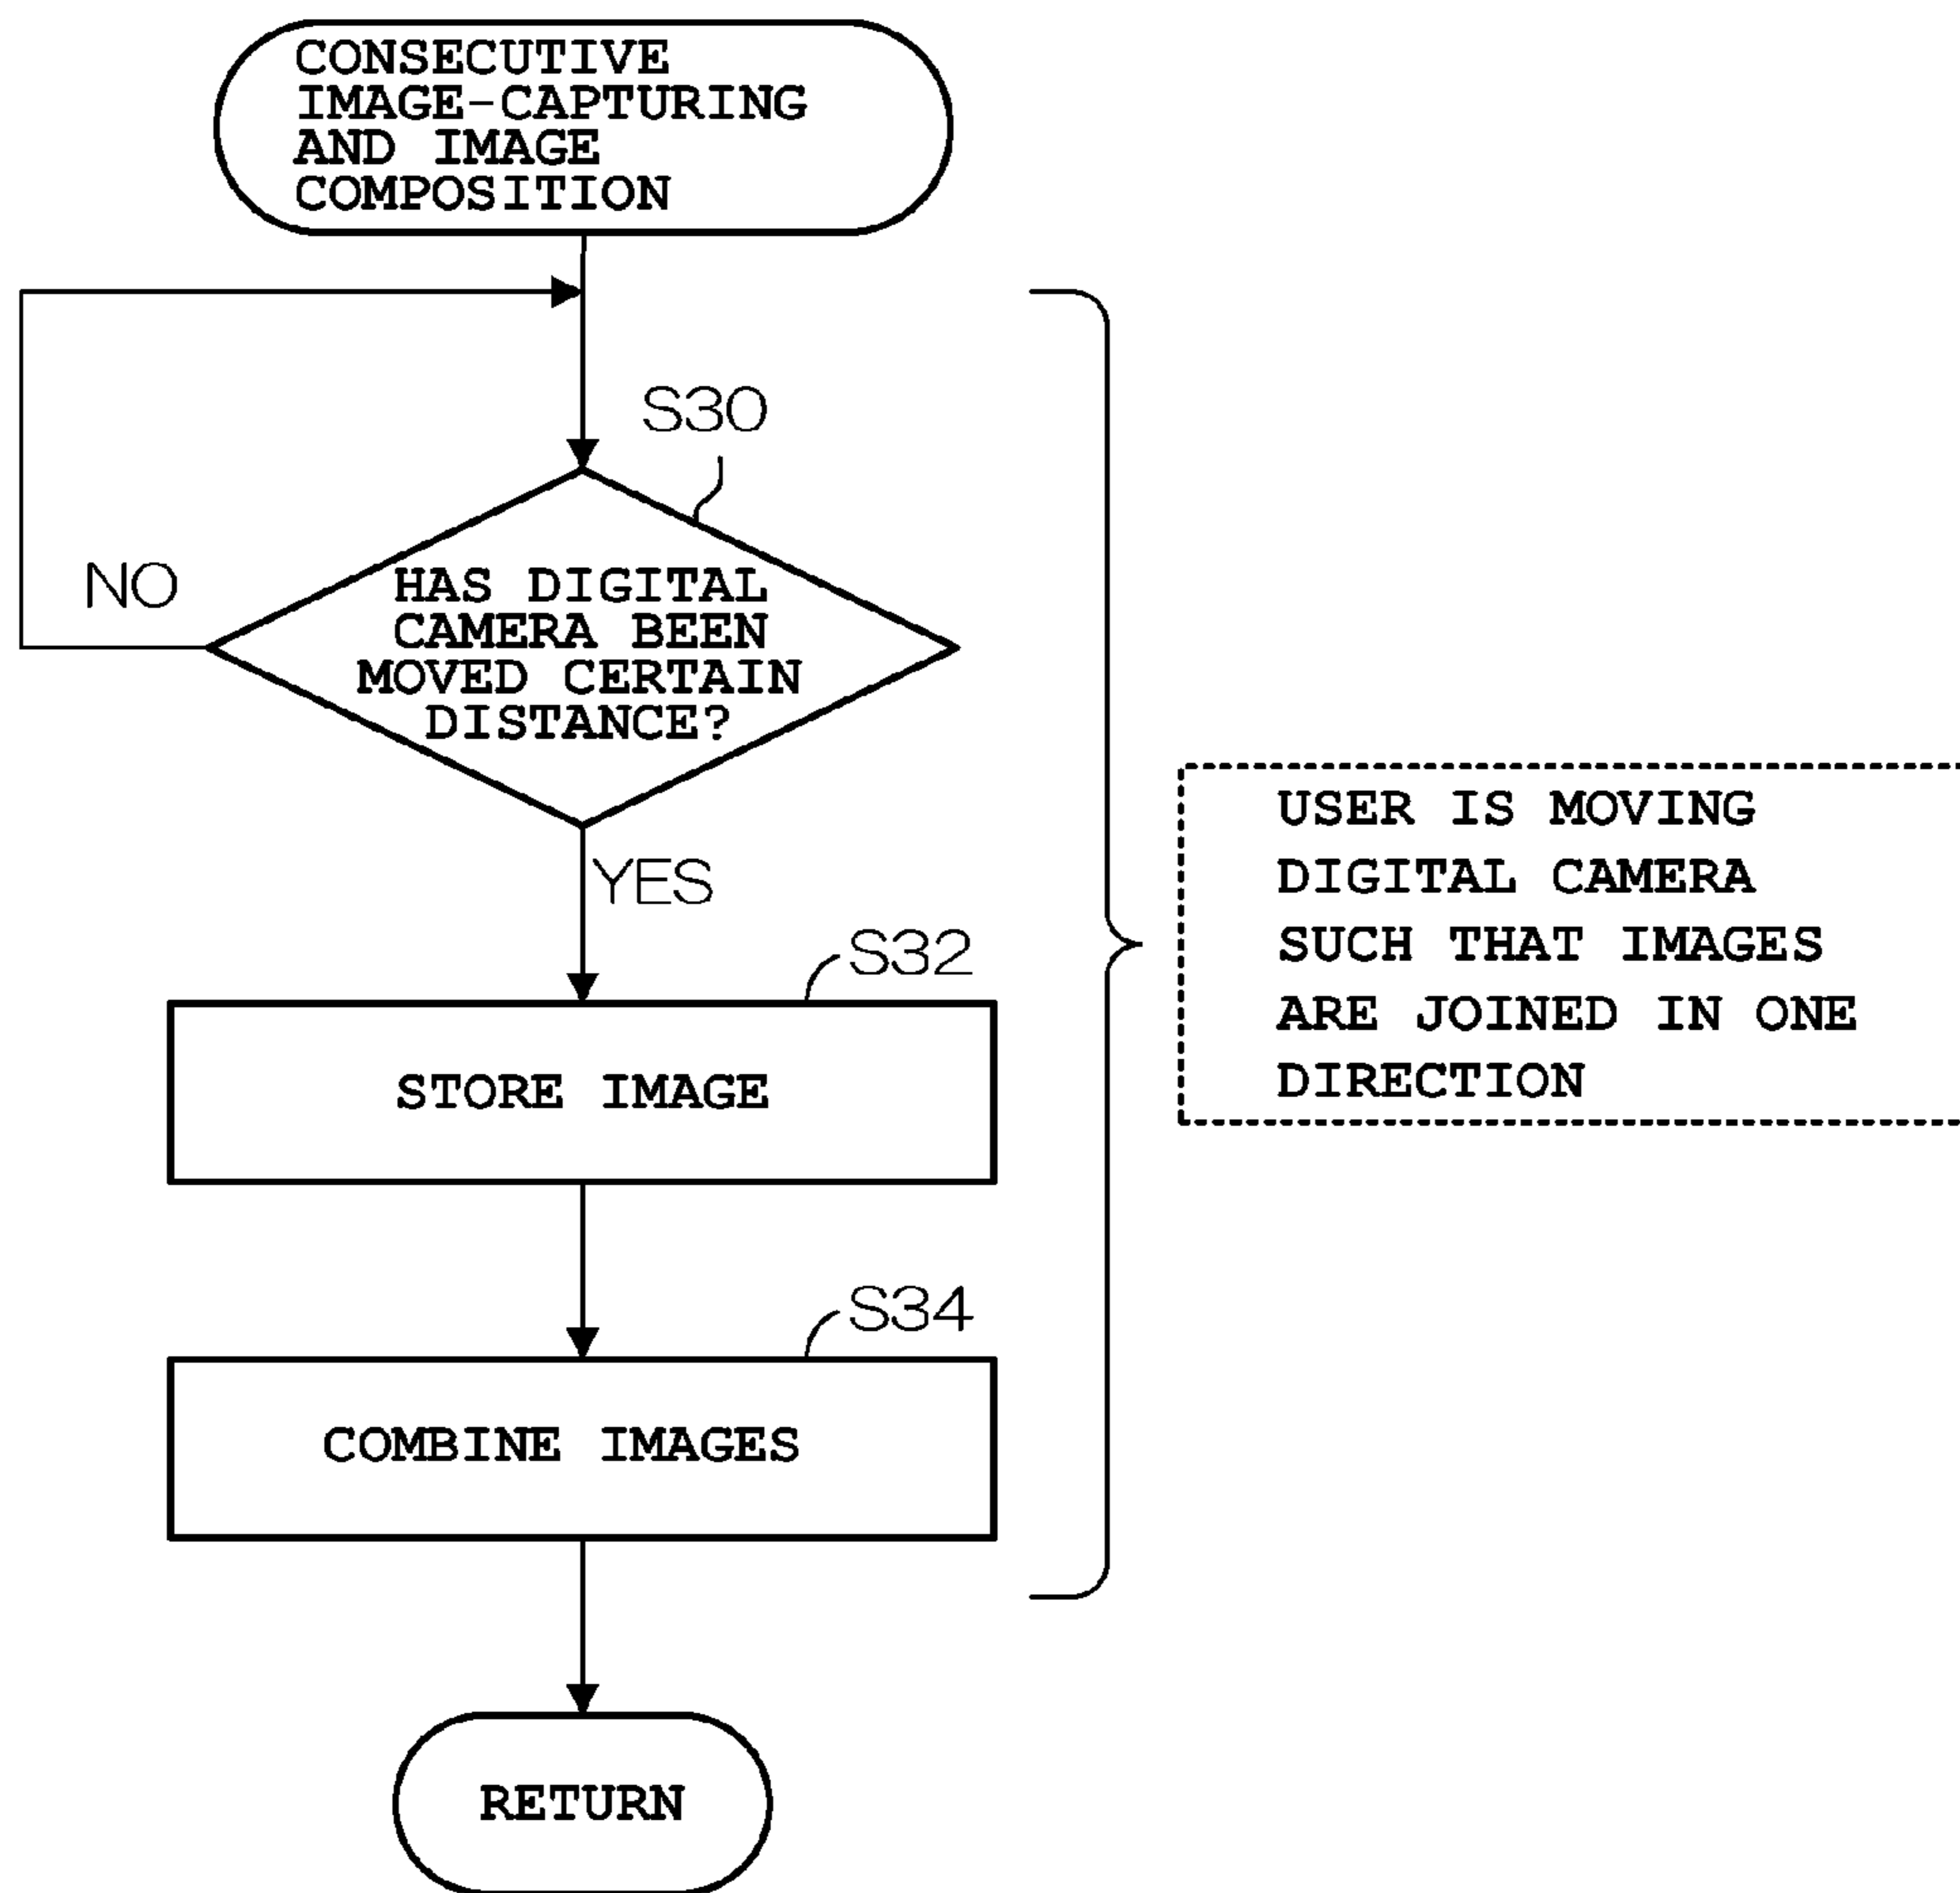 CONSECUTIVE
IMAGE-CAPTURING
AND IMAGE
COMPOSITION
S30
NO
HAS DIGITAL
CAMERA BEEN
MOVED CERTAIN
DISTANCE?
YES
S32
STORE IMAGE
S34
COMBINE IMAGES
RETURN
USER IS MOVING
DIGITAL CAMERA
SUCH THAT IMAGES
ARE JOINED IN ONE
DIRECTION